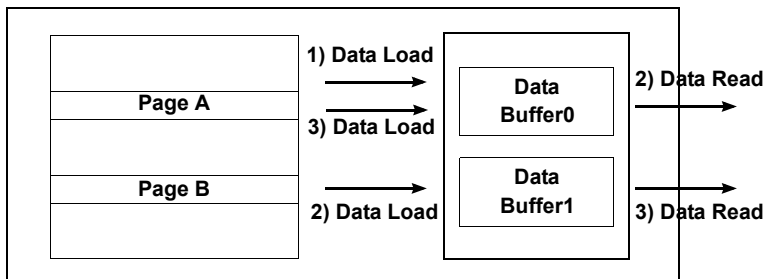 1) Data Load
Page A
3) Data Load
Data
Buffer0
2) Data Read
Page B
2) Data Load
Data
Buffer1
3) Data Read